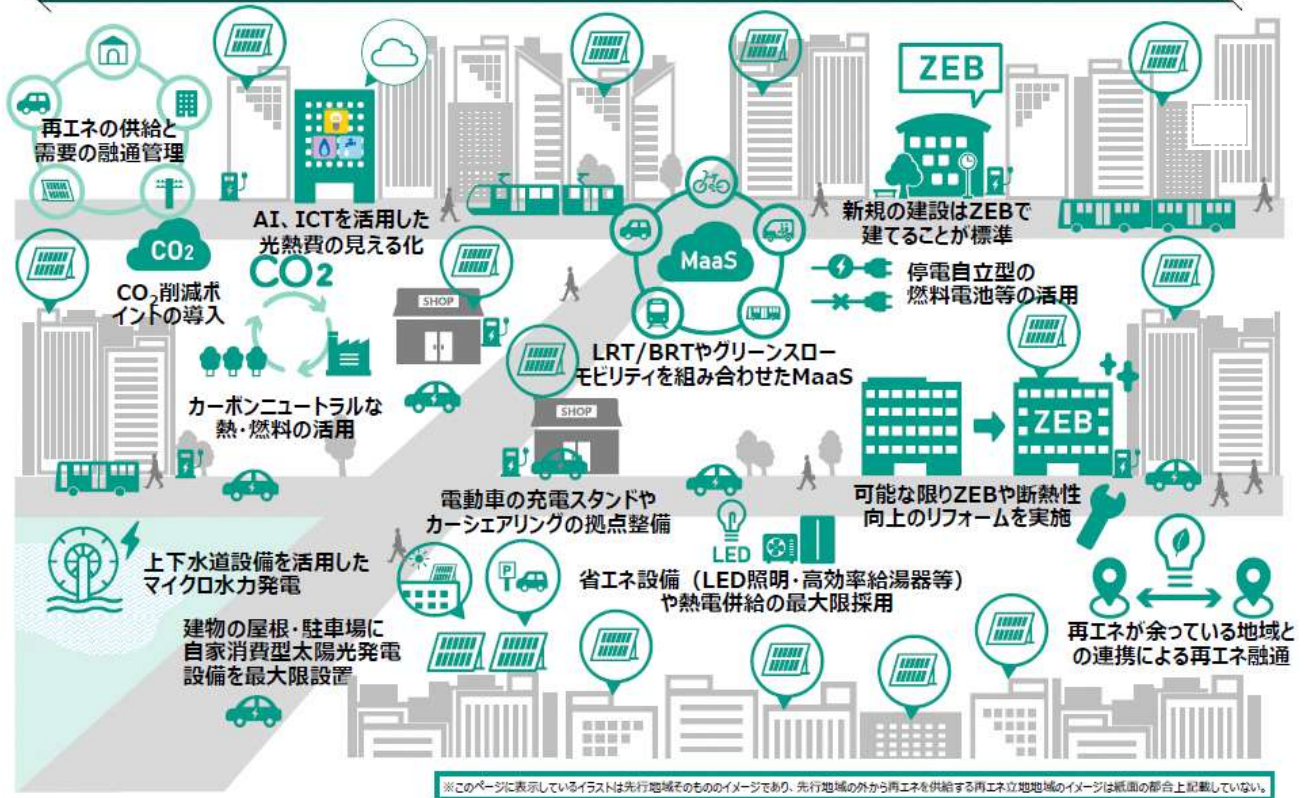 ZEB
再エネの供給と
需要の融通管理
AI、ICTを活用した
光熱費の見える化
新規の建設はZEBで
建てることが標準
MaaS
停電自立型の
燃料電池等の活用
CO2
CO2削減ポ
イントの導入
CO2
SHOP
LRT/BRTやグリーンスロー
モビリティを組み合わせたMaaS
カーボンニュートラルな
熱・燃料の活用
SHOP
ZEB
電動車の充電スタンドや
カーシェアリングの拠点整備
可能な限りZEBや断熱性
向上のリフォームを実施
LED
上下水道設備を活用した
マイクロ水力発電
P
省エネ設備（LED照明・高効率給湯器等）
や熱電併給の最大限採用
建物の屋根・駐車場に
自家消費型太陽光発電
設備を最大限設置
再エネが余っている地域と
の連携による再エネ融通
※このページに表示しているイラストは先行地域そのもののイメージであり、先行地域の外から再エネを供給する再エネ立地地域のイメージは紙面の都合上記載していない。